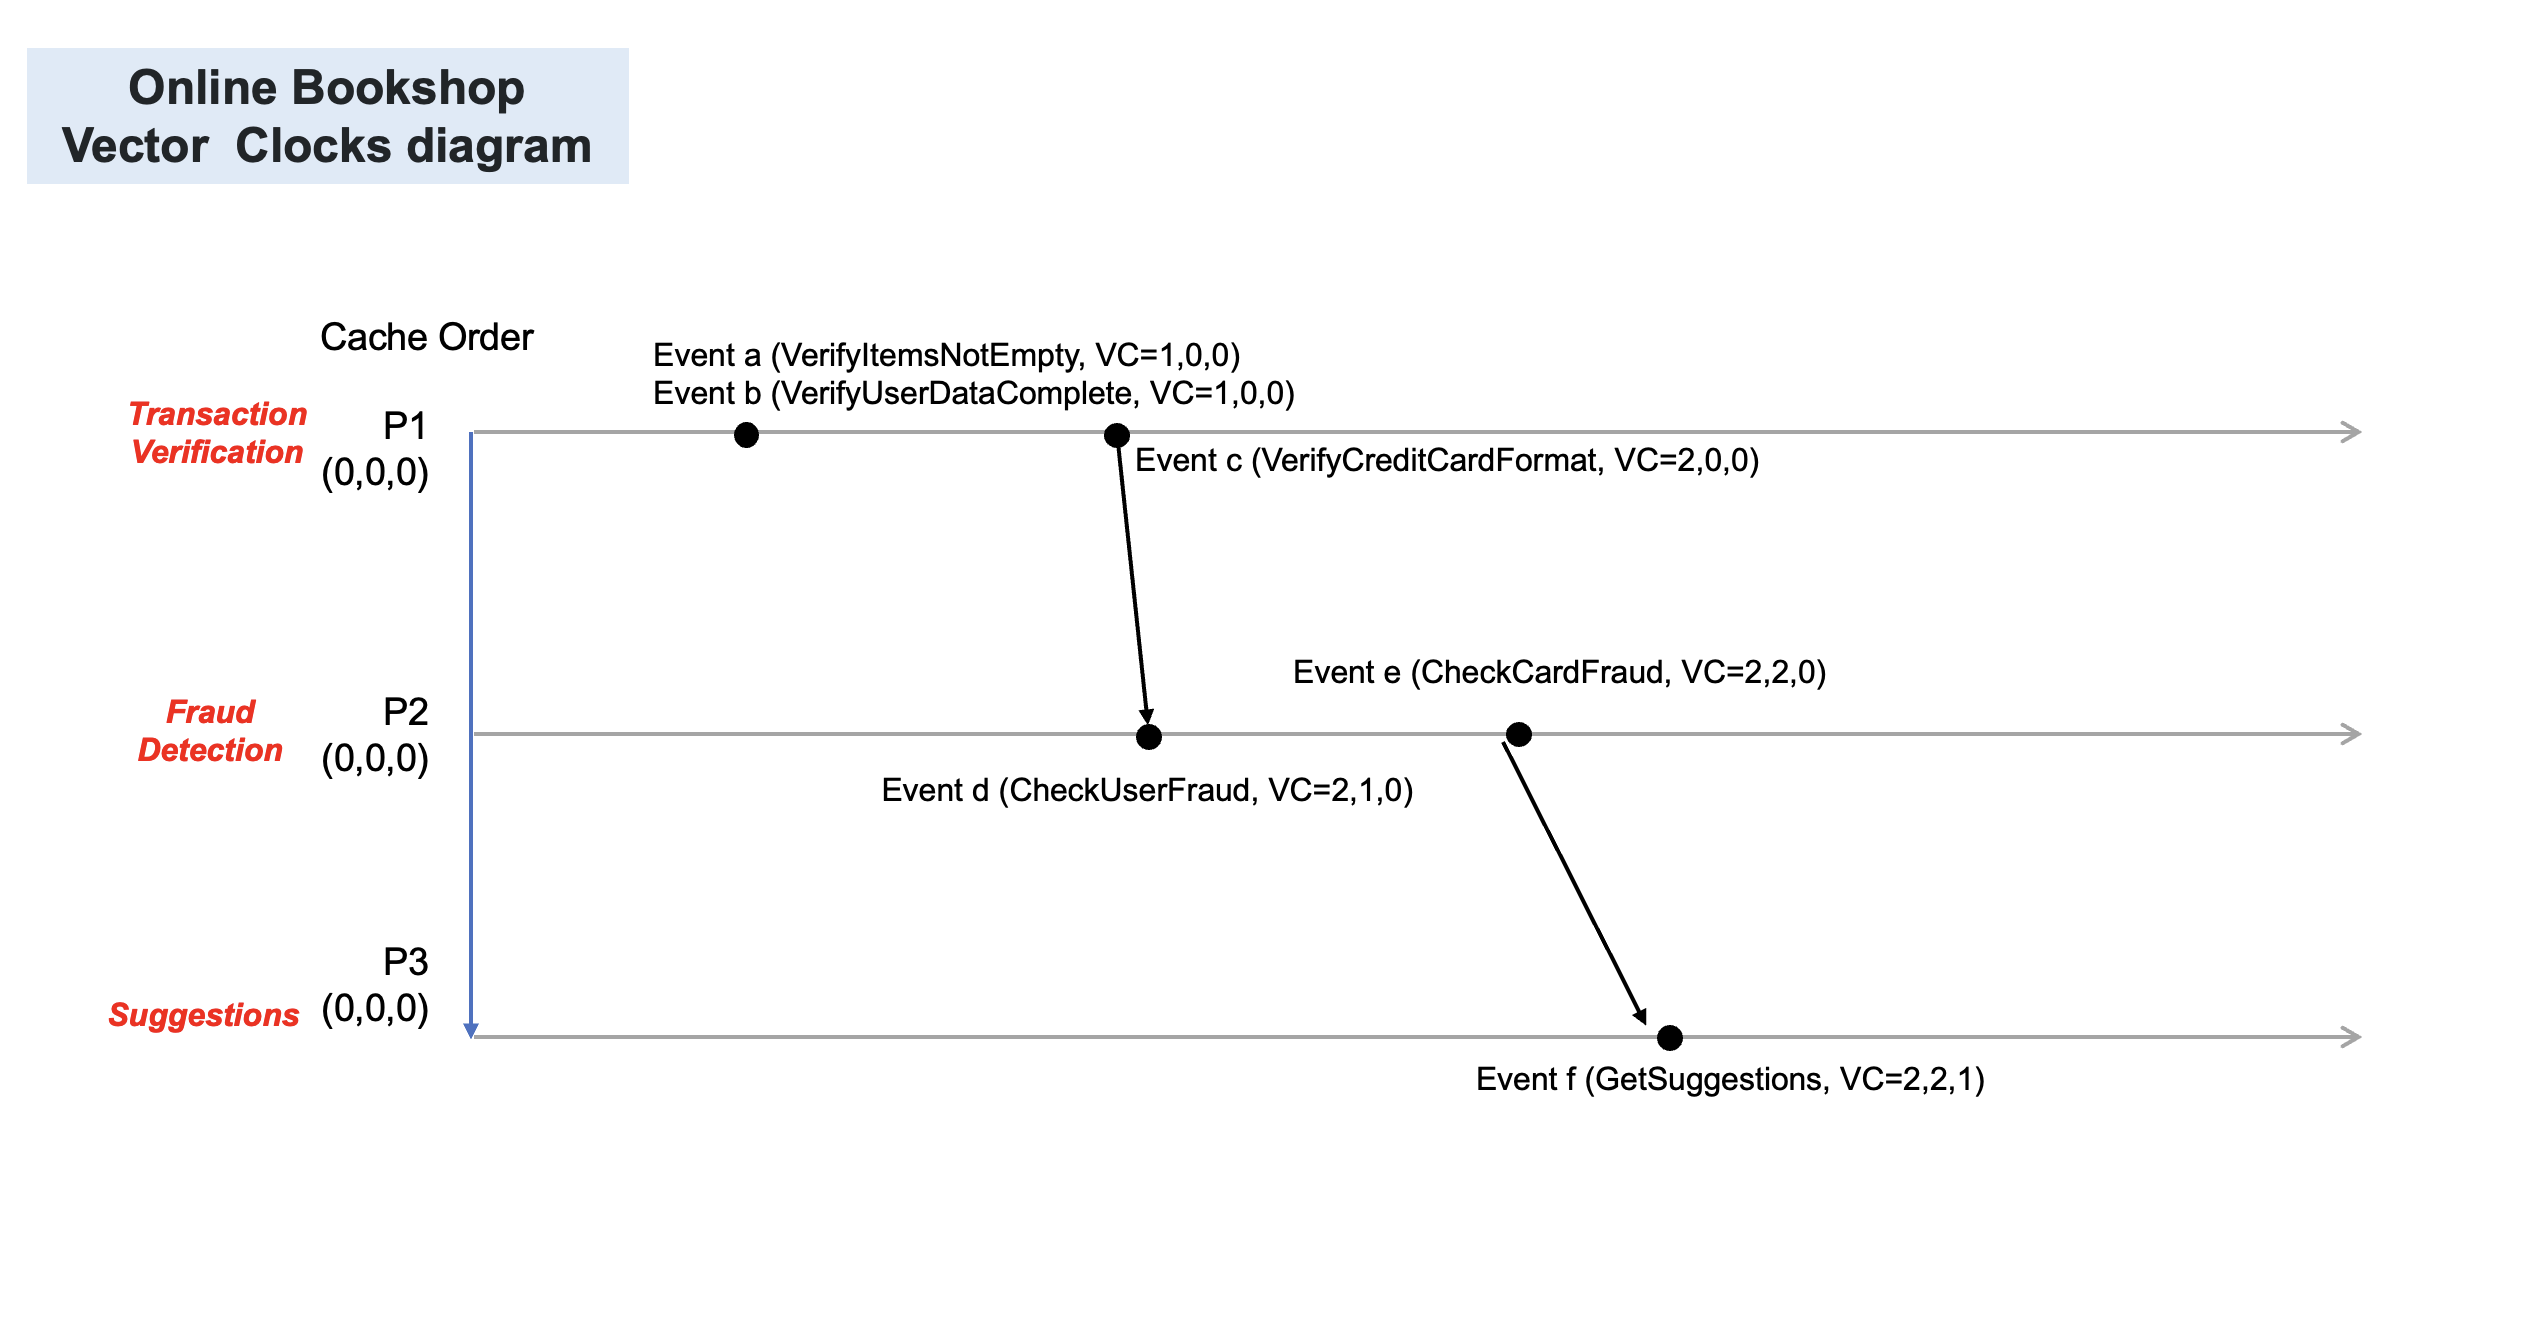 Online Bookshop
Vector  Clocks diagram
Cache Order
Event a (VerifyItemsNotEmpty, VC=1,0,0)
Event b (VerifyUserDataComplete, VC=1,0,0)
Transaction
Verification
P1
(0,0,0)
Event c (VerifyCreditCardFormat, VC=2,0,0)
Event e (CheckCardFraud, VC=2,2,0)
Fraud
Detection
P2
(0,0,0)
Event d (CheckUserFraud, VC=2,1,0)
P3
(0,0,0)
Suggestions
Event f (GetSuggestions, VC=2,2,1)